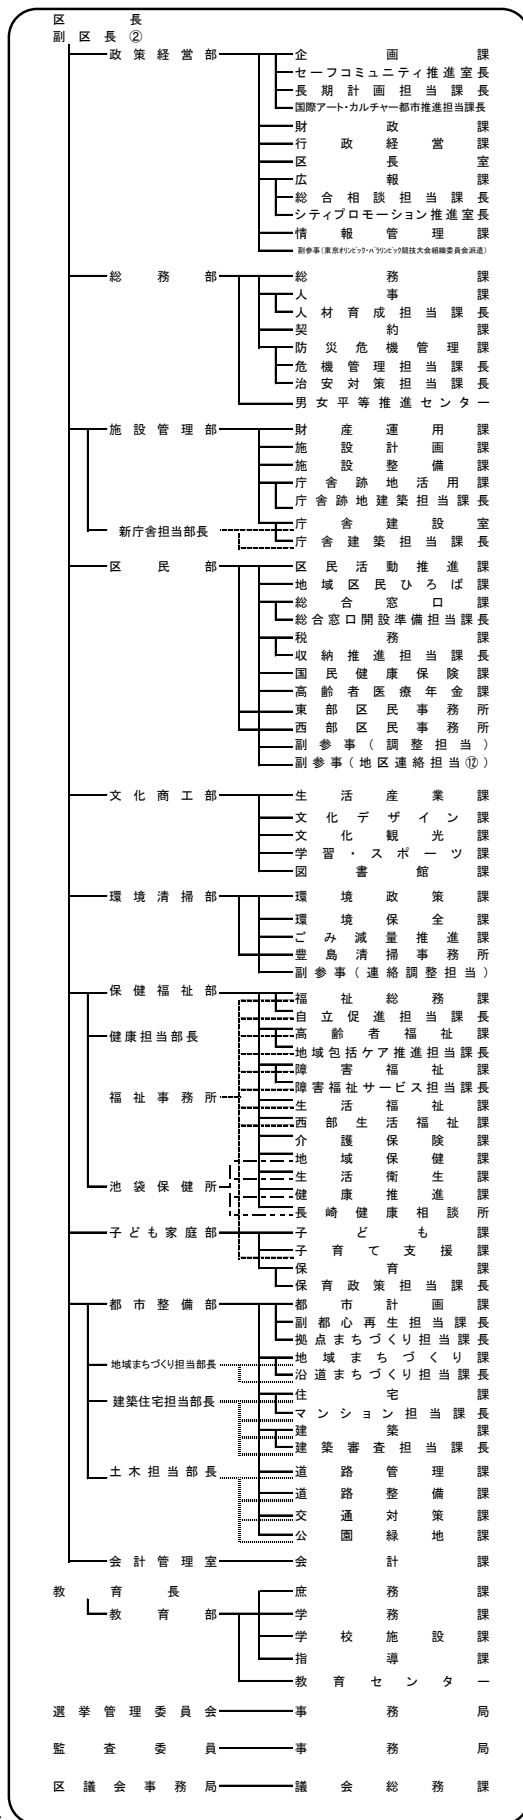 区長
副区長②
政策経営部 企画課
セーフコミュニティ推進室長
長期計画担当課長
国際アート・カルチャー都市推進担当課長
財政課
行政経営課
区長室
広報課
総合相談担当課長
シティプロモーション推進室長
情報管理課
副参事(東京オリンピック・パラリンピック競技大会組織委員会派遣)
総務部 総務課
人事課
人材育成担当課長
契約課
防災危機管理課
危機管理担当課長
治安対策担当課長
男女平等推進センター
施設管理部 財産運用課
施設計画課
施設整備課
庁舎跡地活用課
庁舎跡地建築担当課長
新庁舎担当部長 庁舎建設室
庁舎建築担当課長
区民部 区民活動推進課
地域区民ひろば課
総合窓口課
総合窓口開設準備担当課長
税務課
収納推進担当課長
国民健康保険課
高齢者医療年金課
東部区民事務所
西部区民事務所
副参事(調整担当)
副参事(地区連絡担当⑫)
文化商工部 生活産業課
文化デザイン課
文化観光課
学習・スポーツ課
図書館課
環境清掃部 環境政策課
環境保全課
ごみ減量推進課
豊島清掃事務所
副参事(連絡調整担当)
保健福祉部 福祉総務課
自立促進担当課長
健康担当部長 高齢者福祉課
地域包括ケア推進担当課長
障害福祉課
障害福祉サービス担当課長
福祉事務所 生活福祉課
西部生活福祉課
介護保険課
地域保健課
生活衛生課
池袋保健所 健康推進課
長崎健康相談所
子ども家庭部 子ども課
子育て支援課
保育課
保育政策担当課長
都市整備部 都市計画課
副都心再生担当課長
拠点まちづくり担当課長
地域まちづくり担当部長 地域まちづくり課
沿道まちづくり担当課長
建築住宅担当部長 住宅課
マンション担当課長
建築課
建築審査担当課長
土木担当部長 道路管理課
道路整備課
交通対策課
公園緑地課
会計管理室 会計課
教育長 庶務課
教育部 学務課
学校施設課
指導課
教育センター
選挙管理委員会 事務局
監査委員 事務局
区議会事務局 議会総務課